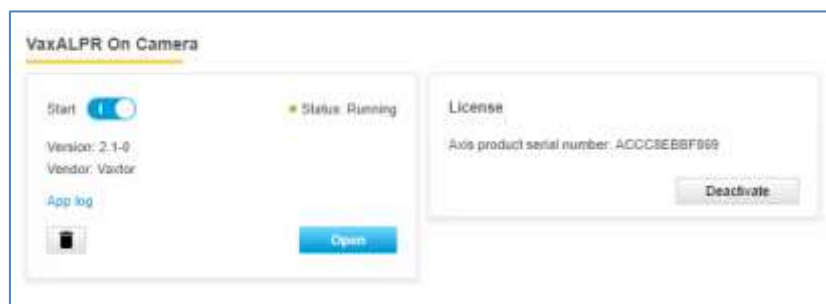 VaxALPR On Camera
Start
Status: Running
Version: 2.1-0
Vendor: Vaxtor
App log
Open
License
Axis product serial number: ACCC8EBBF069
Deactivate